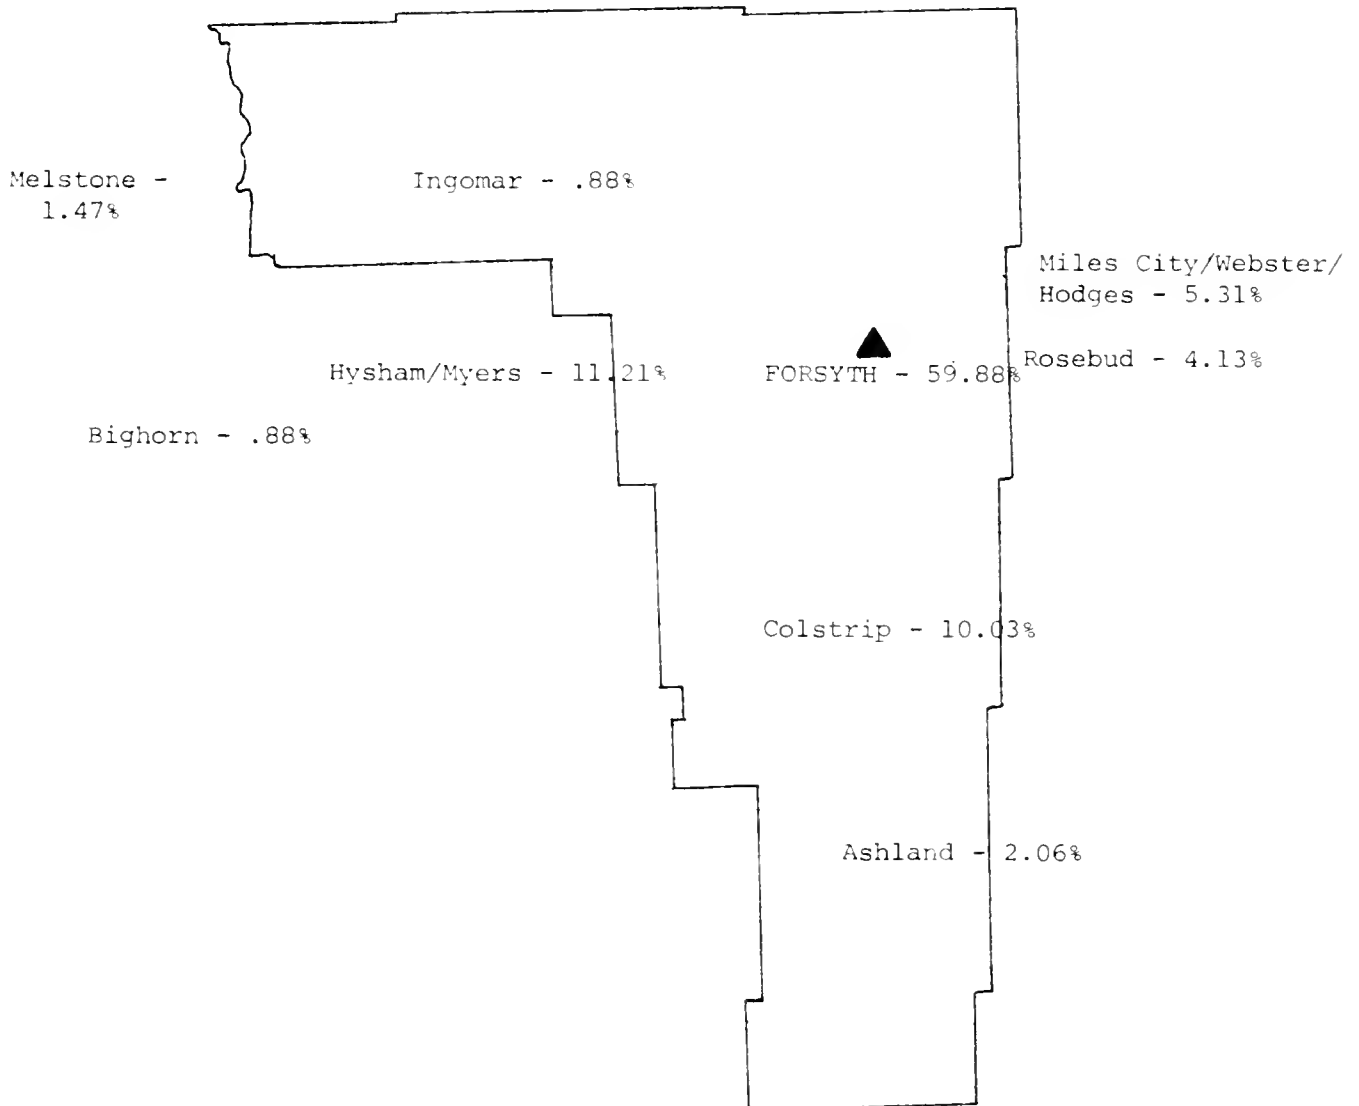 Melstone -
1.47%
Ingomar - .88%
Miles City/Webster/
Hodges - 5.31%
Hysham/Myers - 11.21%
FORSYTH - 59.88%
Rosebud - 4.13%
Bighorn - .88%
Colstrip - 10.03%
Ashland - 2.06%